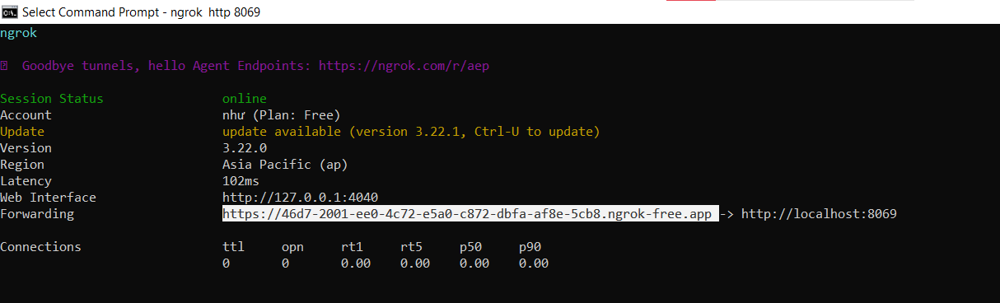 Select Command Prompt - ngrok http 8069
ngrok
Goodbye tunnels, hello Agent Endpoints: https://ngrok.com/r/aep
Session Status online
Account như (Plan: Free)
Update update available (version 3.22.1, Ctrl-U to update)
Version 3.22.0
Region Asia Pacific (ap)
Latency 102ms
Web Interface http://127.0.0.1:4040
Forwarding https://46d7-2001-ee0-4c72-e5a0-c872-dbfa-af8e-5cb8.ngrok-free.app -> http://localhost:8069
Connections ttl opn rt1 rt5 p50 p90
0 0 0.00 0.00 0.00 0.00